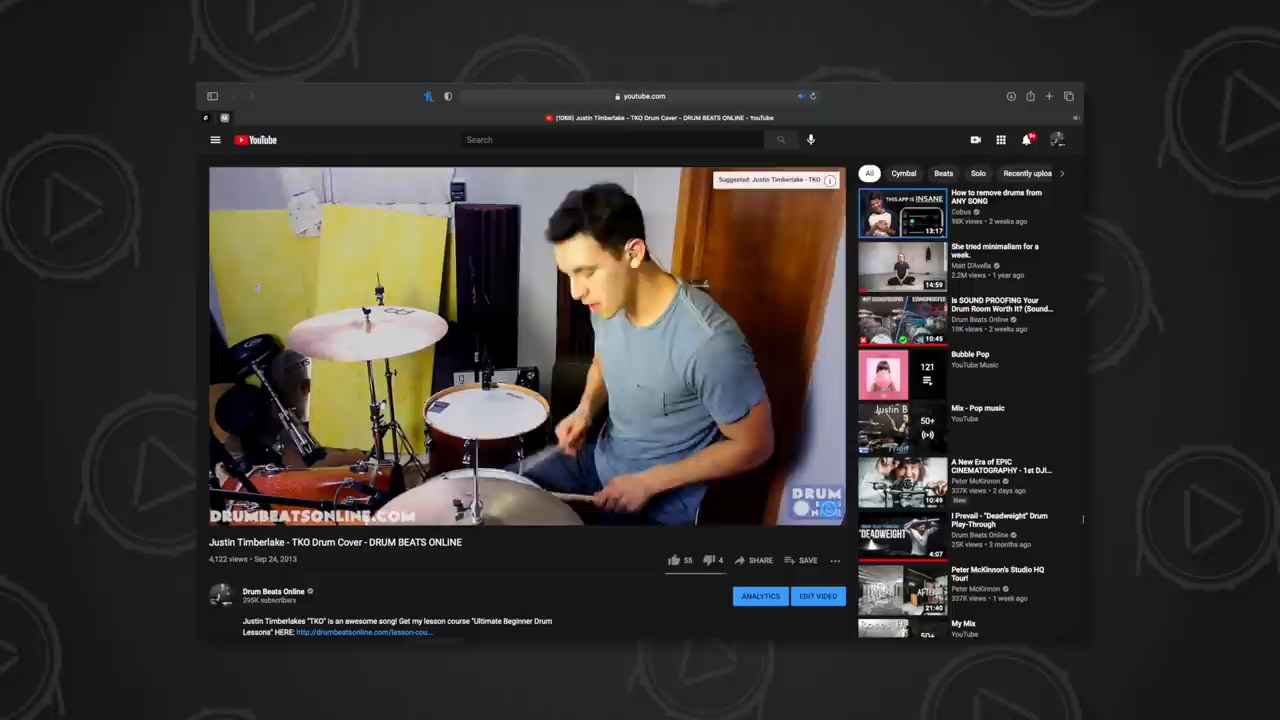 youtube.com
(1068) Justin Timberlake - TKO Drum Cover - DRUM BEATS ONLINE - YouTube
YouTube
Search
9+
Suggested: Justin Timberlake - TKO
DRUMBEATSONLINE.COM
DRUM
Justin Timberlake - TKO Drum Cover - DRUM BEATS ONLINE
4,122 views • Sep 24, 2013
55
4
SHARE
SAVE
Drum Beats Online
295K subscribers
ANALYTICS
EDIT VIDEO
Justin Timberlakes "TKO" is an awesome song! Get my lesson course "Ultimate Beginner Drum
Lessons" HERE: http://drumbeatsonline.com/lesson-cou...
All
Cymbal
Beats
Solo
Recently uploa
THIS APP IS INSANE
13:17
How to remove drums from
ANY SONG
Cobus
98K views • 2 weeks ago
14:59
She tried minimalism for a
week.
Matt D'Avella
2.2M views • 1 year ago
10:45
Is SOUND PROOFING Your
Drum Room Worth It? (Sound...
Drum Beats Online
19K views • 2 weeks ago
121
Bubble Pop
YouTube Music
50+
Mix - Pop music
YouTube
10:49
A New Era of EPIC
CINEMATOGRAPHY - 1st DJI...
Peter McKinnon
337K views • 2 days ago
New
"DEADWEIGHT"
4:07
I Prevail - "Deadweight" Drum
Play-Through
Drum Beats Online
25K views • 3 months ago
21:40
Peter McKinnon's Studio HQ
Tour!
Peter McKinnon
337K views • 1 week ago
50+
My Mix
YouTube